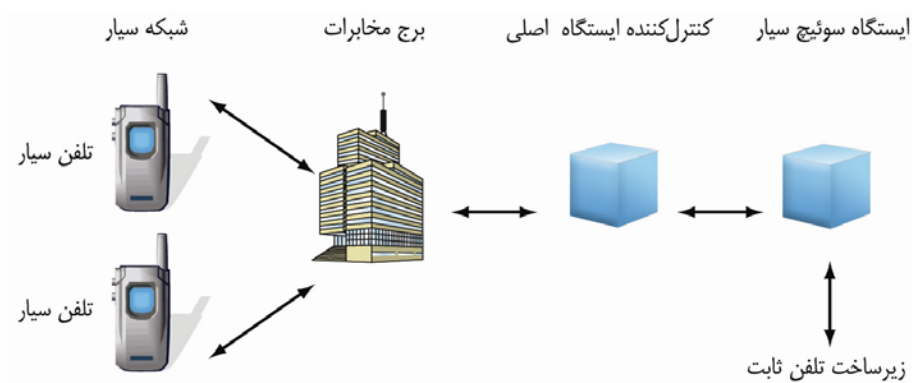 ایستگاه سوئیچ سیار
کنترل‌کننده ایستگاه اصلی
برج مخابرات
شبکه سیار
تلفن سیار
تلفن سیار
زیرساخت تلفن ثابت